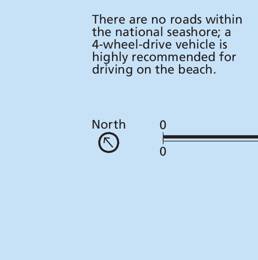 There are no roads within
the national seashore; a
4-wheel-drive vehicle is
highly recommended for
driving on the beach.
North
0
0